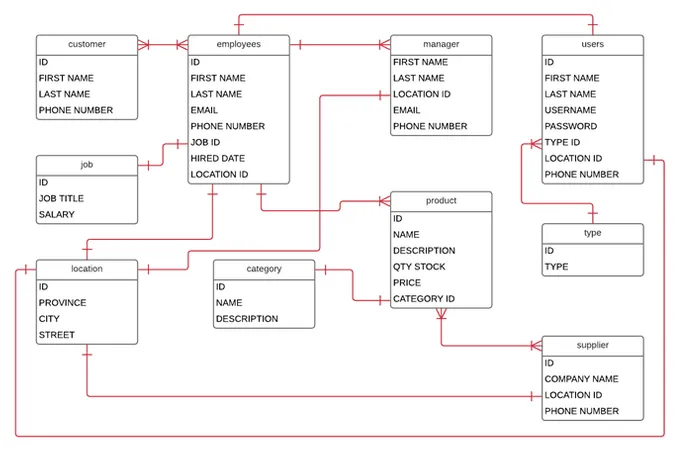 customer
ID
FIRST NAME
LAST NAME
PHONE NUMBER
employees
ID
FIRST NAME
LAST NAME
EMAIL
PHONE NUMBER
JOB ID
HIRED DATE
LOCATION ID
manager
FIRST NAME
LAST NAME
LOCATION ID
EMAIL
PHONE NUMBER
users
ID
FIRST NAME
LAST NAME
USERNAME
PASSWORD
TYPE ID
LOCATION ID
PHONE NUMBER
job
ID
JOB TITLE
SALARY
product
ID
NAME
DESCRIPTION
QTY STOCK
PRICE
CATEGORY ID
type
ID
TYPE
location
ID
PROVINCE
CITY
STREET
category
ID
NAME
DESCRIPTION
supplier
ID
COMPANY NAME
LOCATION ID
PHONE NUMBER